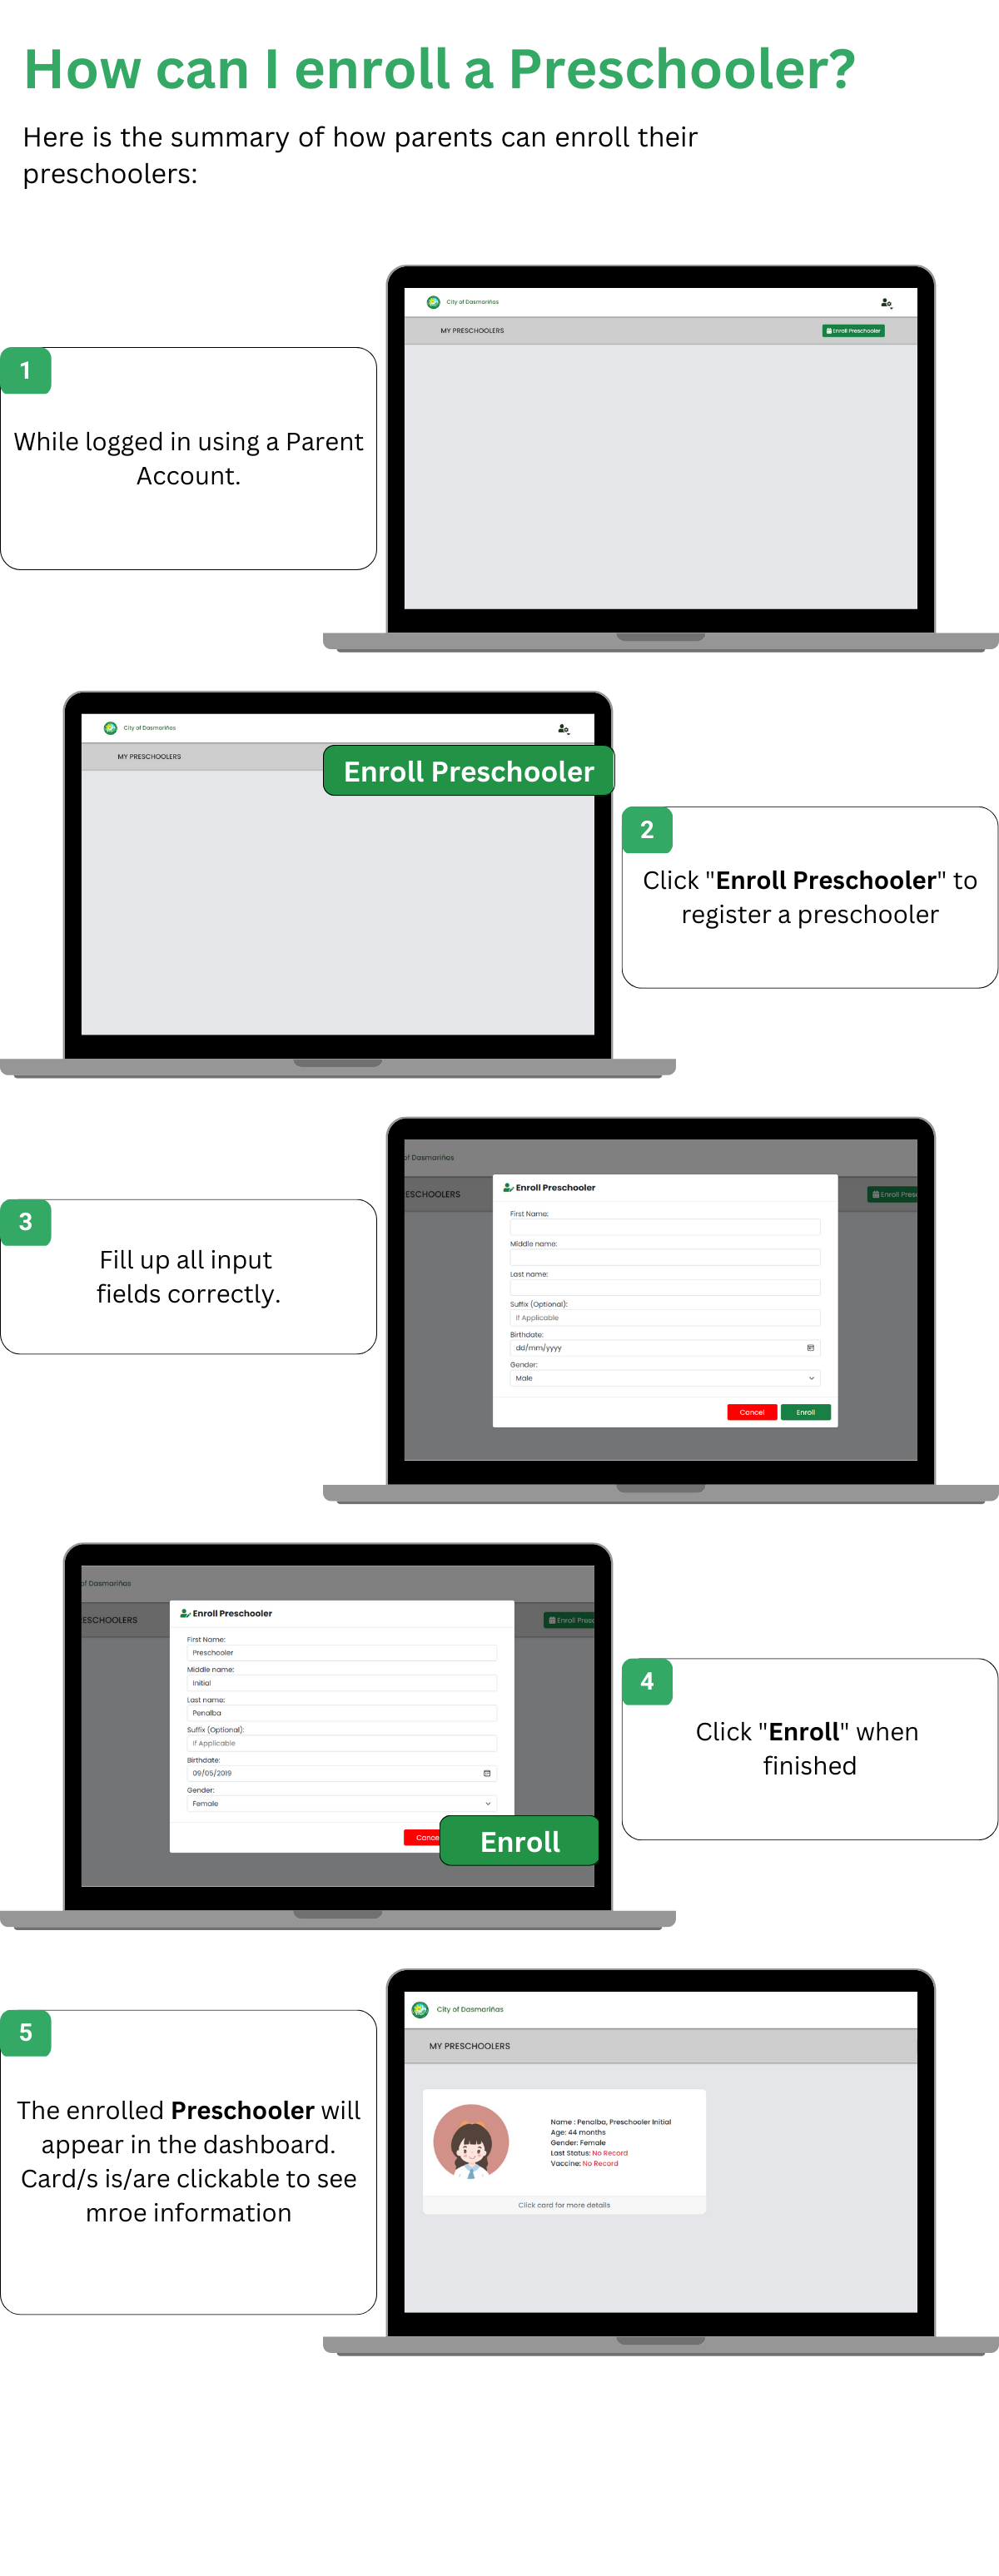 How can I enroll a Preschooler?
Here is the summary of how parents can enroll their
preschoolers:
City of Dasmariñas
MY PRESCHOOLERS
Enroll Preschooler
1
While logged in using a Parent
Account.
City of Dasmariñas
MY PRESCHOOLERS
Enroll Preschooler
2
Click "Enroll Preschooler" to
register a preschooler
of Dasmariñas
ESCHOOLERS
Enroll Pres
Enroll Preschooler
First Name:
Middle name:
Last name:
Suffix (Optional):
If Applicable
Birthdate:
dd/mm/yyyy
Gender:
Male
Cancel
Enroll
3
Fill up all input
fields correctly.
of Dasmariñas
ESCHOOLERS
Enroll Presc
Enroll Preschooler
First Name:
Preschooler
Middle name:
Initial
Last name:
Penalba
Suffix (Optional):
If Applicable
Birthdate:
09/05/2019
Gender:
Female
Cance
Enroll
4
Click "Enroll" when
finished
City of Dasmariñas
MY PRESCHOOLERS
5
The enrolled Preschooler will
appear in the dashboard.
Card/s is/are clickable to see
mroe information
Name : Penalba, Preschooler Initial
Age: 44 months
Gender: Female
Last Status: No Record
Vaccine: No Record
Click card for more details